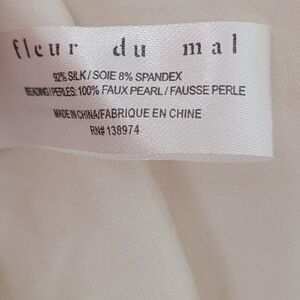 fleur du mal
92% SILK / SOIE 8% SPANDEX
BEADING / PERLES: 100% FAUX PEARL / FAUSSE PERLE
MADE IN CHINA/FABRIQUE EN CHINE
RN# 138974